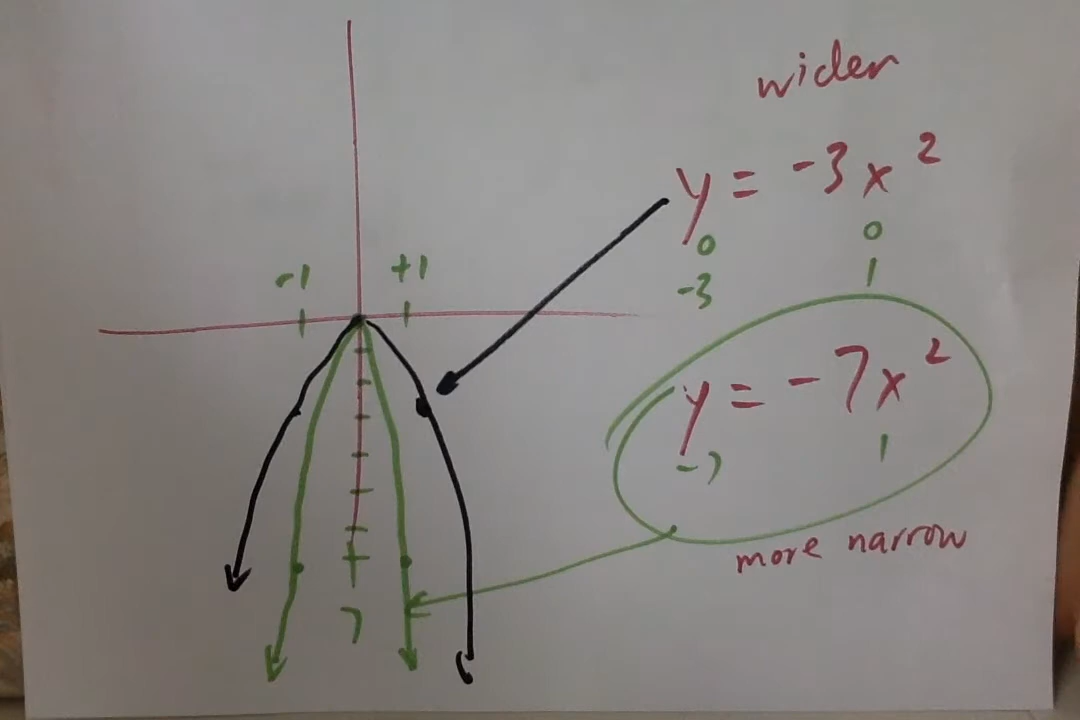 wider
y = -3x²
0 0
-3 1
-1 +1
y = -7x²
-7 1
more narrow
7